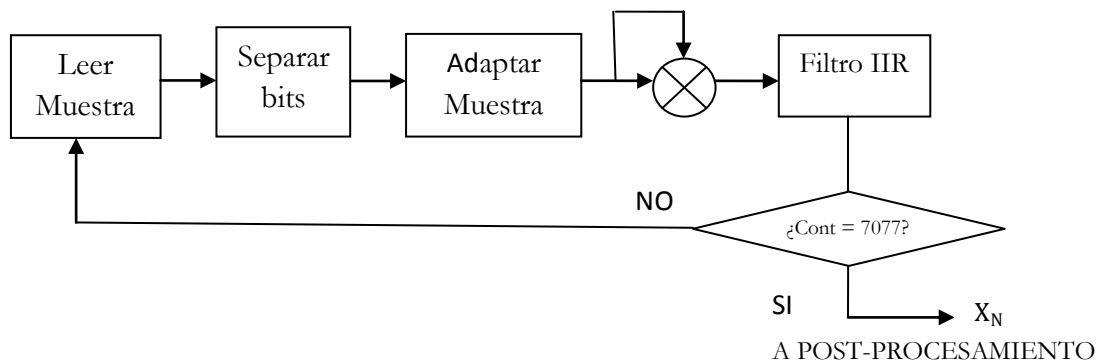 Leer
Muestra
Separar
bits
Adaptar
Muestra
Filtro IIR
NO
¿Cont = 7077?
SI
X_N
A POST-PROCESAMIENTO